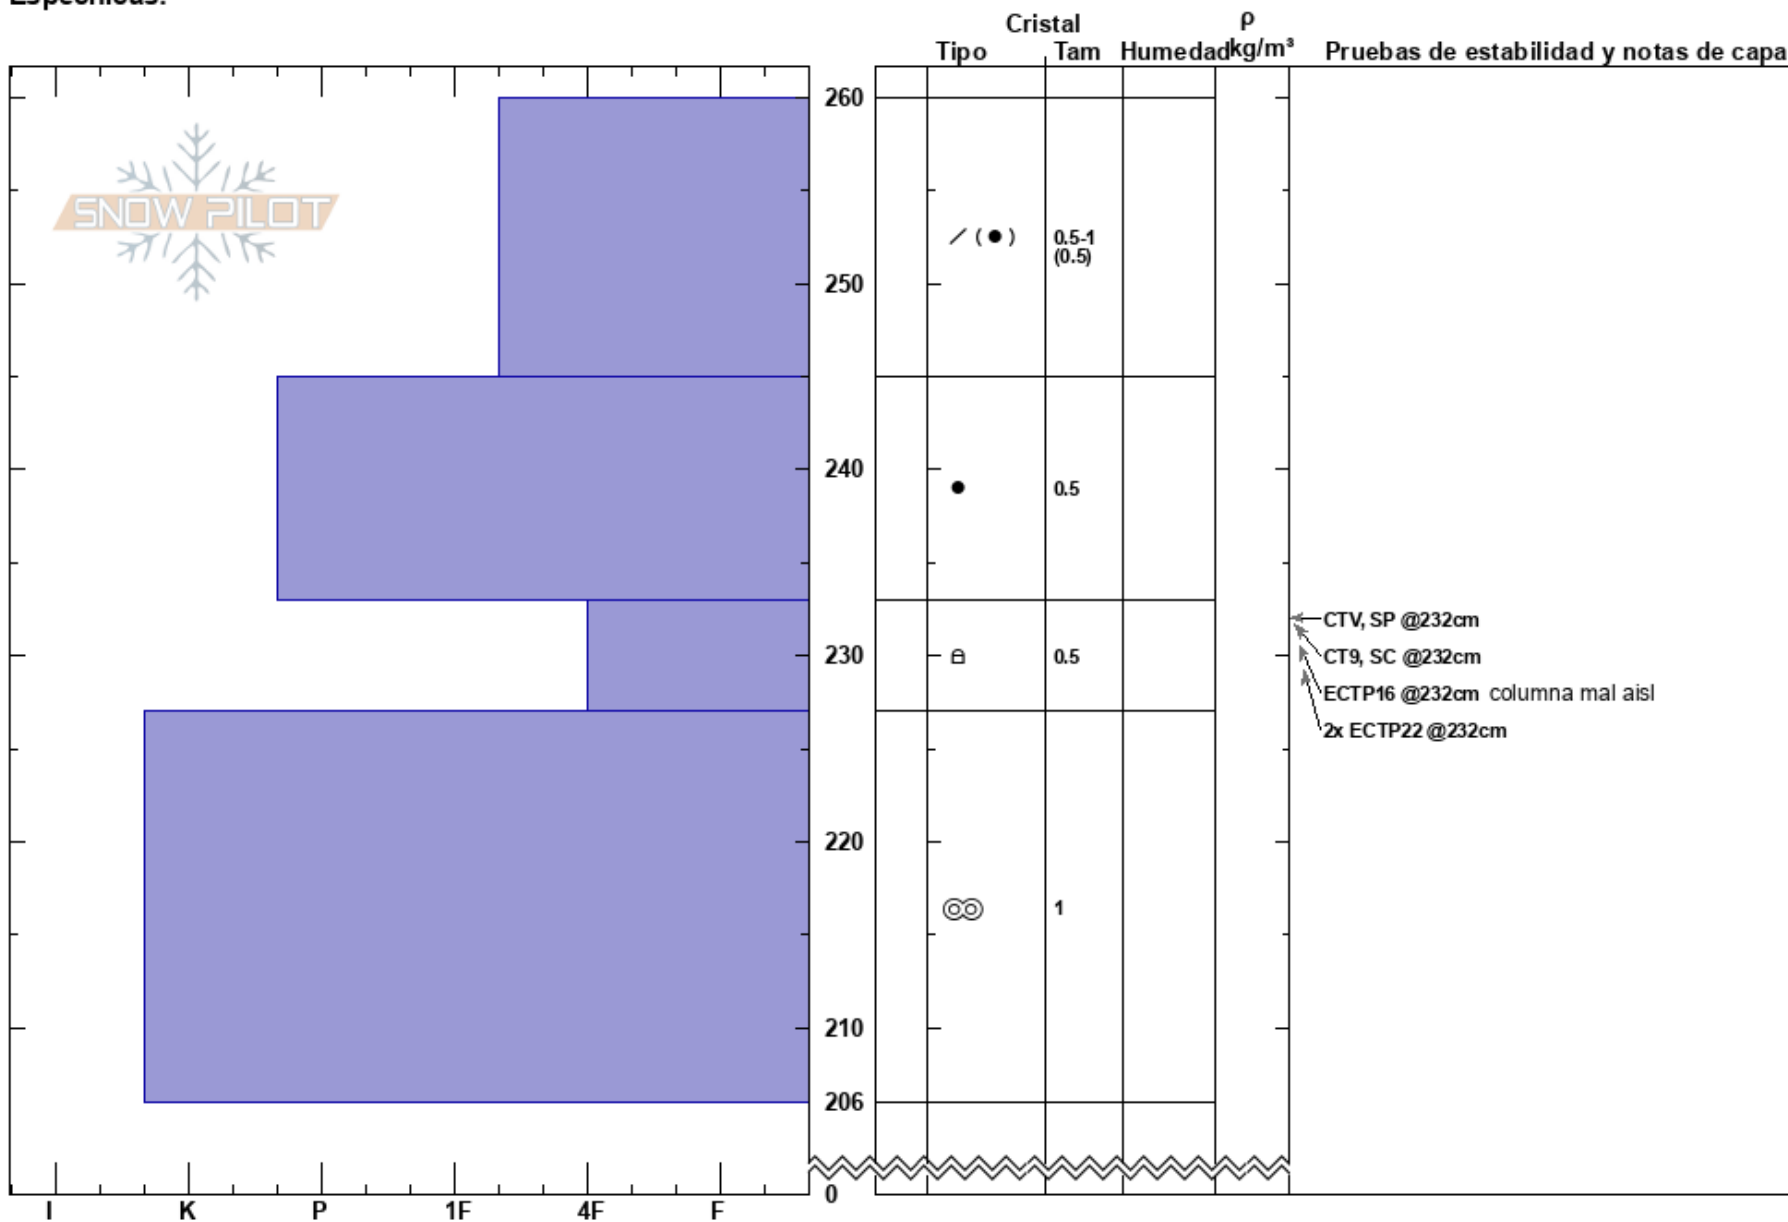 Específicas:
Cristal
ρ
Tipo Tam Humedad kg/m³ Pruebas de estabilidad y notas de capa
260
SNOW PILOT
0.5-1
(0.5)
250
240
0.5
CTV, SP @232cm
230 0.5 CT9, SC @232cm
ECTP16 @232cm columna mal aisl
2x ECTP22 @232cm
220
1
210
206
0
I K P 1F 4F F